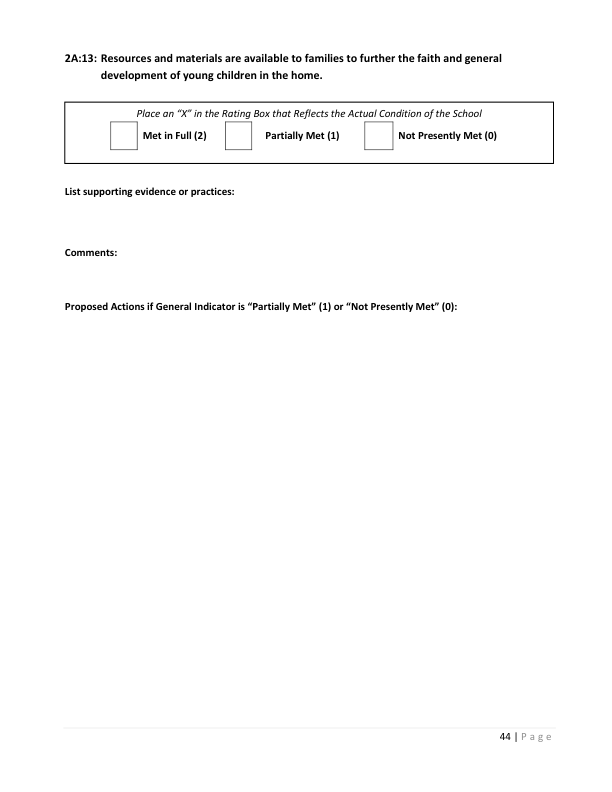 2A:13: Resources and materials are available to families to further the faith and general
development of young children in the home.
Place an “X” in the Rating Box that Reflects the Actual Condition of the School
Met in Full (2) Partially Met (1) Not Presently Met (0)
List supporting evidence or practices:
Comments:
Proposed Actions if General Indicator is “Partially Met” (1) or “Not Presently Met” (0):
44 | Page